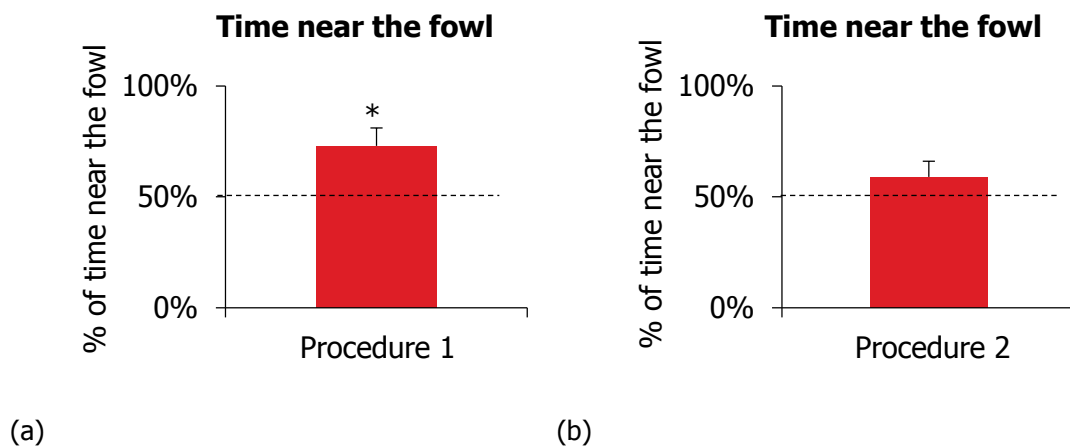 Time near the fowl
% of time near the fowl
100%
*
50%
0%
Procedure 1
(a)
Time near the fowl
% of time near the fowl
100%
50%
0%
Procedure 2
(b)